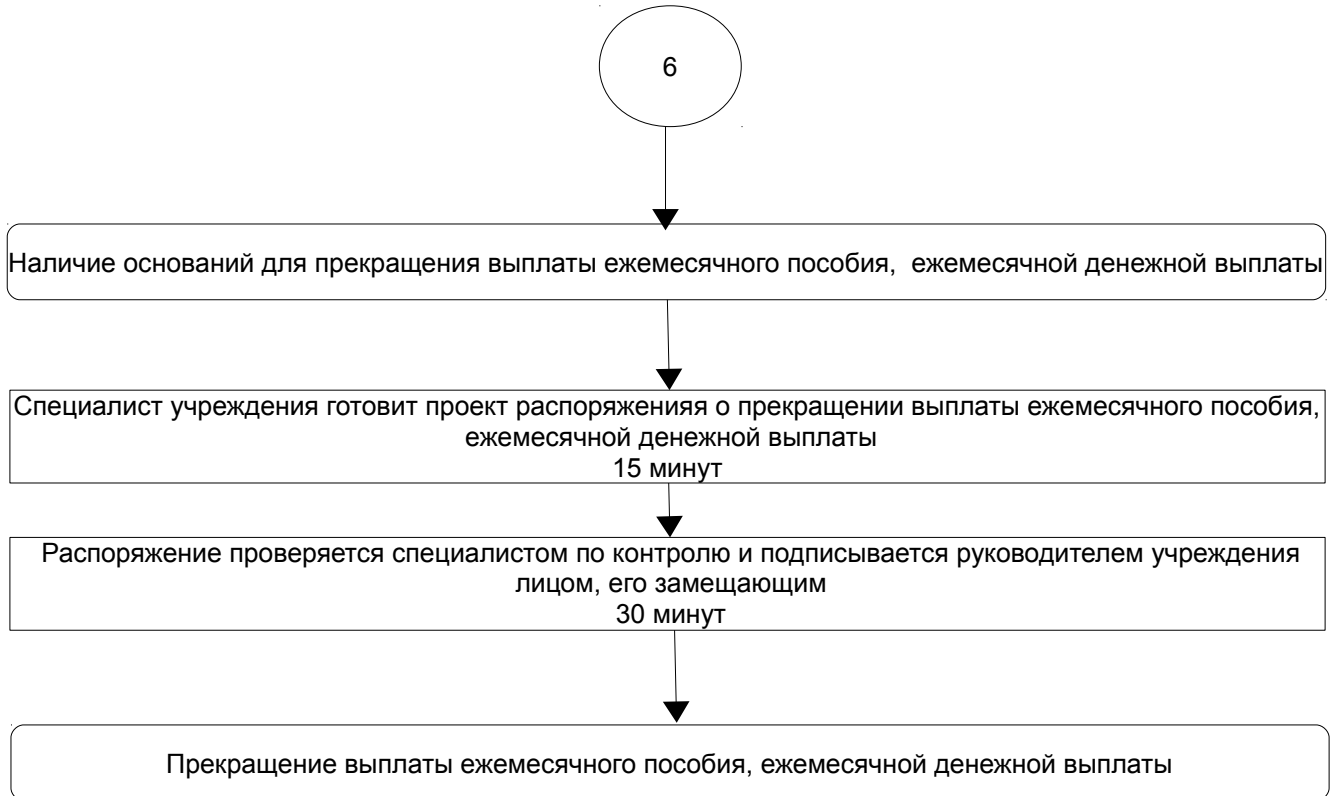 6
Наличие оснований для прекращения выплаты ежемесячного пособия, ежемесячной денежной выплаты
Специалист учреждения готовит проект распоряженияя о прекращении выплаты ежемесячного пособия,
ежемесячной денежной выплаты
15 минут
Распоряжение проверяется специалистом по контролю и подписывается руководителем учреждения
лицом, его замещающим
30 минут
Прекращение выплаты ежемесячного пособия, ежемесячной денежной выплаты